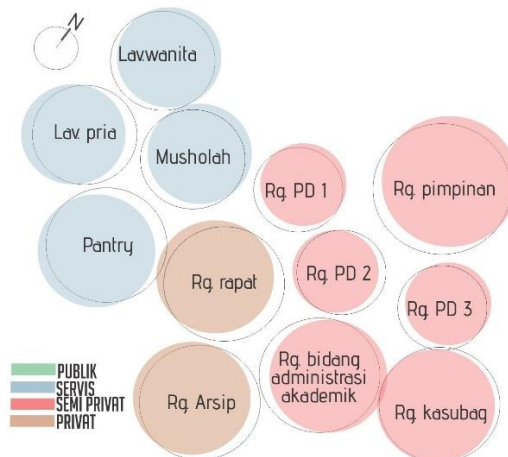 N
Lav.wanita
Lav. pria
Musholah
Rg. PD 1
Rg. pimpinan
Pantry
Rg. rapat
Rg. PD 2
Rg. PD 3
Rg. bidang
administrasi
akademik
Rg. Arsip
Rg. kasubag
PUBLIK
SERVIS
SEMI PRIVAT
PRIVAT